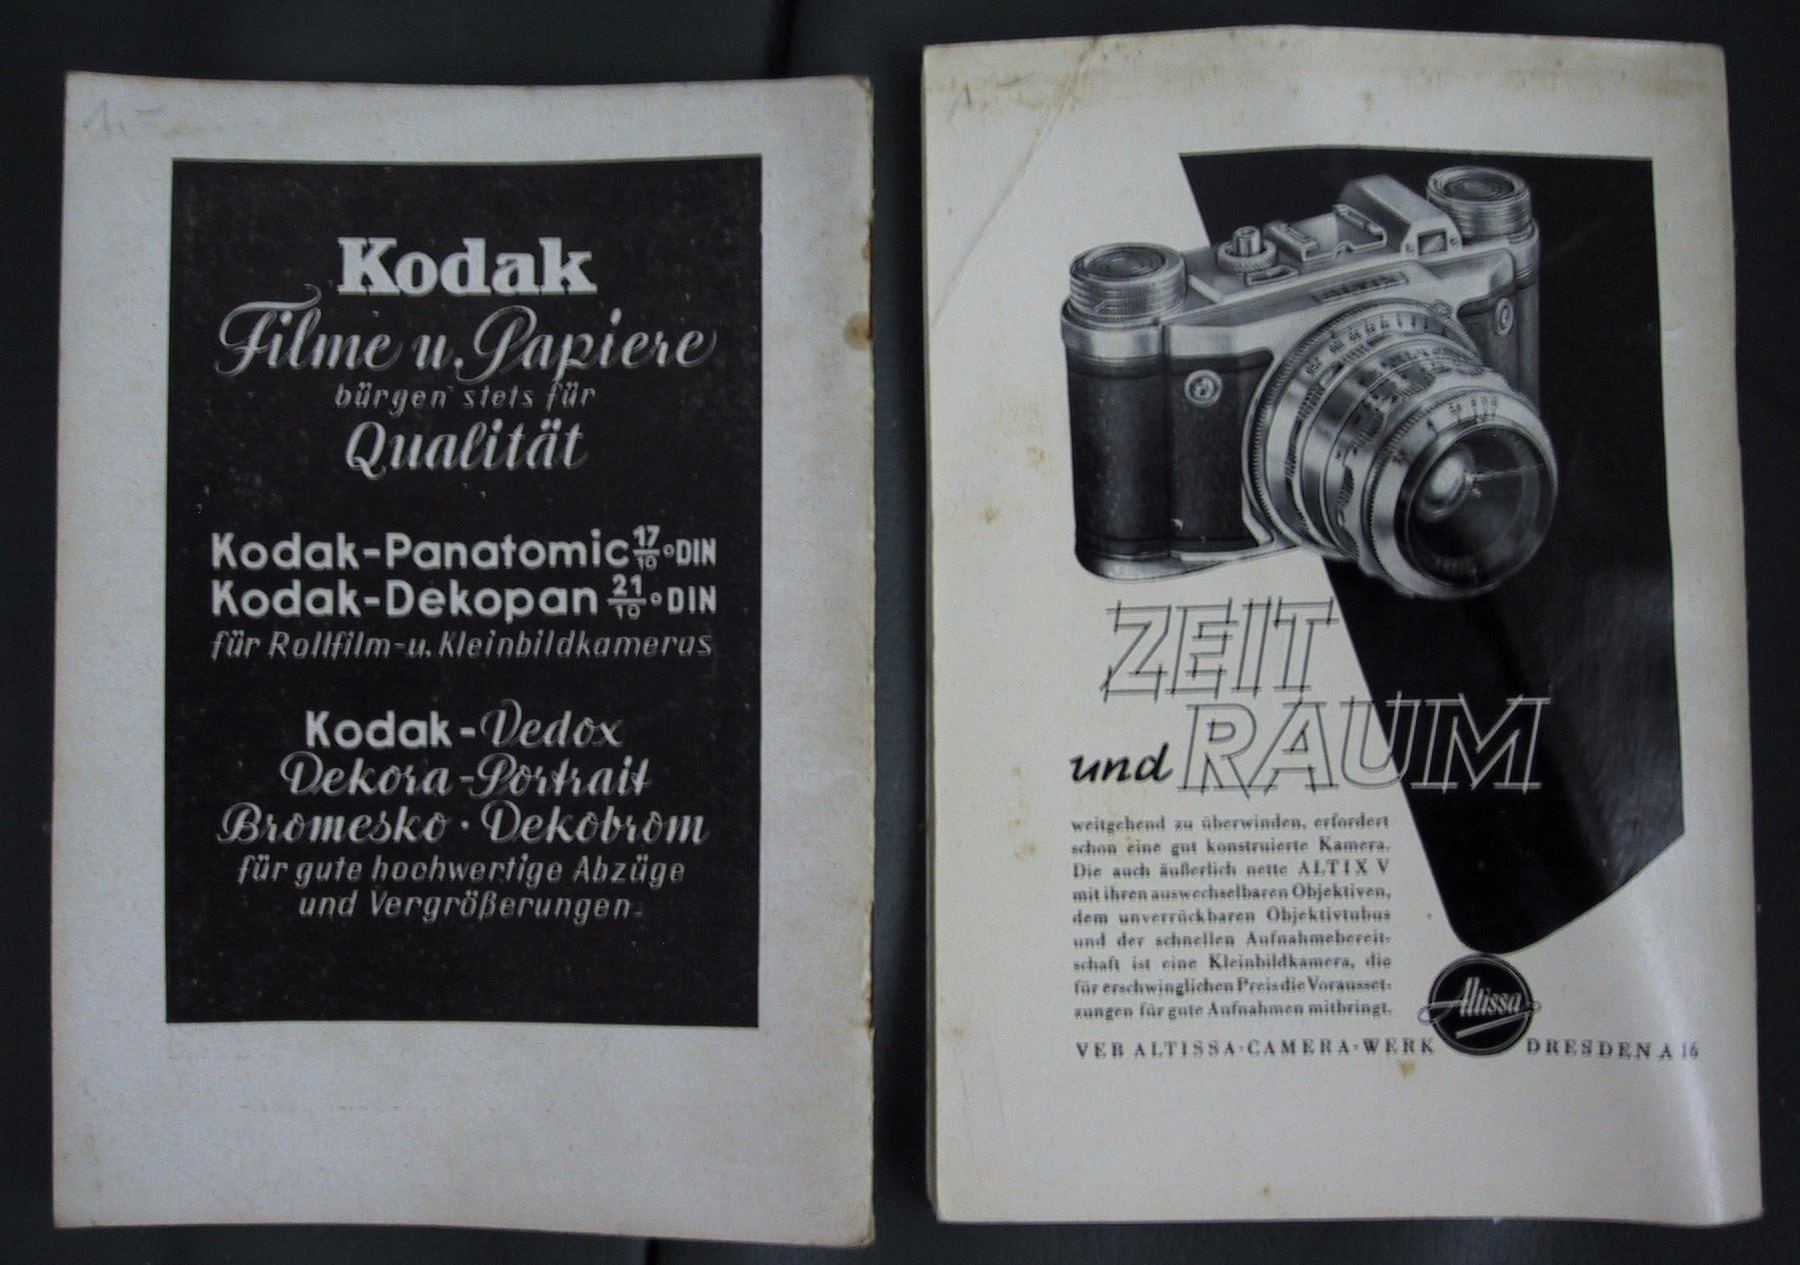 1.-
Kodak
Filme u. Papiere
bürgen stets für
Qualität
Kodak-Panatomic 17/10° DIN
Kodak-Dekopan 21/10° DIN
für Rollfilm- u. Kleinbildkameras
Kodak-Vedox
Dekora-Portrait
Bromesko · Dekobrom
für gute hochwertige Abzüge
und Vergrößerungen.
1.-
ALTIX
ZEIT
und RAUM
weitgehend zu überwinden, erfordert
schon eine gut konstruierte Kamera.
Die auch äußerlich nette ALTIX V
mit ihren auswechselbaren Objektiven,
dem unverrückbaren Objektivtubus
und der schnellen Aufnahmebereit-
schaft ist eine Kleinbildkamera, die
für erschwinglichen Preis die Vorausset-
zungen für gute Aufnahmen mitbringt.
Altissa
VEB ALTISSA-CAMERA-WERK DRESDEN A 16